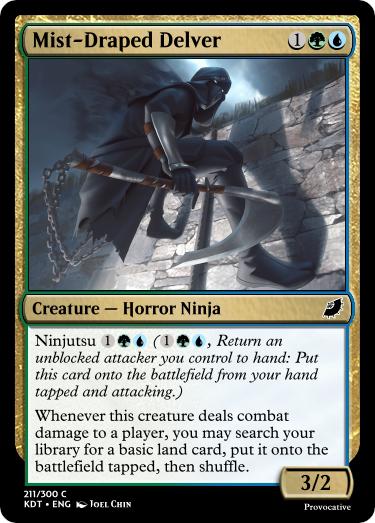 Mist-Draped Delver 1
Creature — Horror Ninja
Ninjutsu 1 (1, Return an
unblocked attacker you control to hand: Put
this card onto the battlefield from your hand
tapped and attacking.)
Whenever this creature deals combat
damage to a player, you may search your
library for a basic land card, put it onto the
battlefield tapped, then shuffle.
3/2
211/300 C
KDT • ENG Joel Chin
Provocative